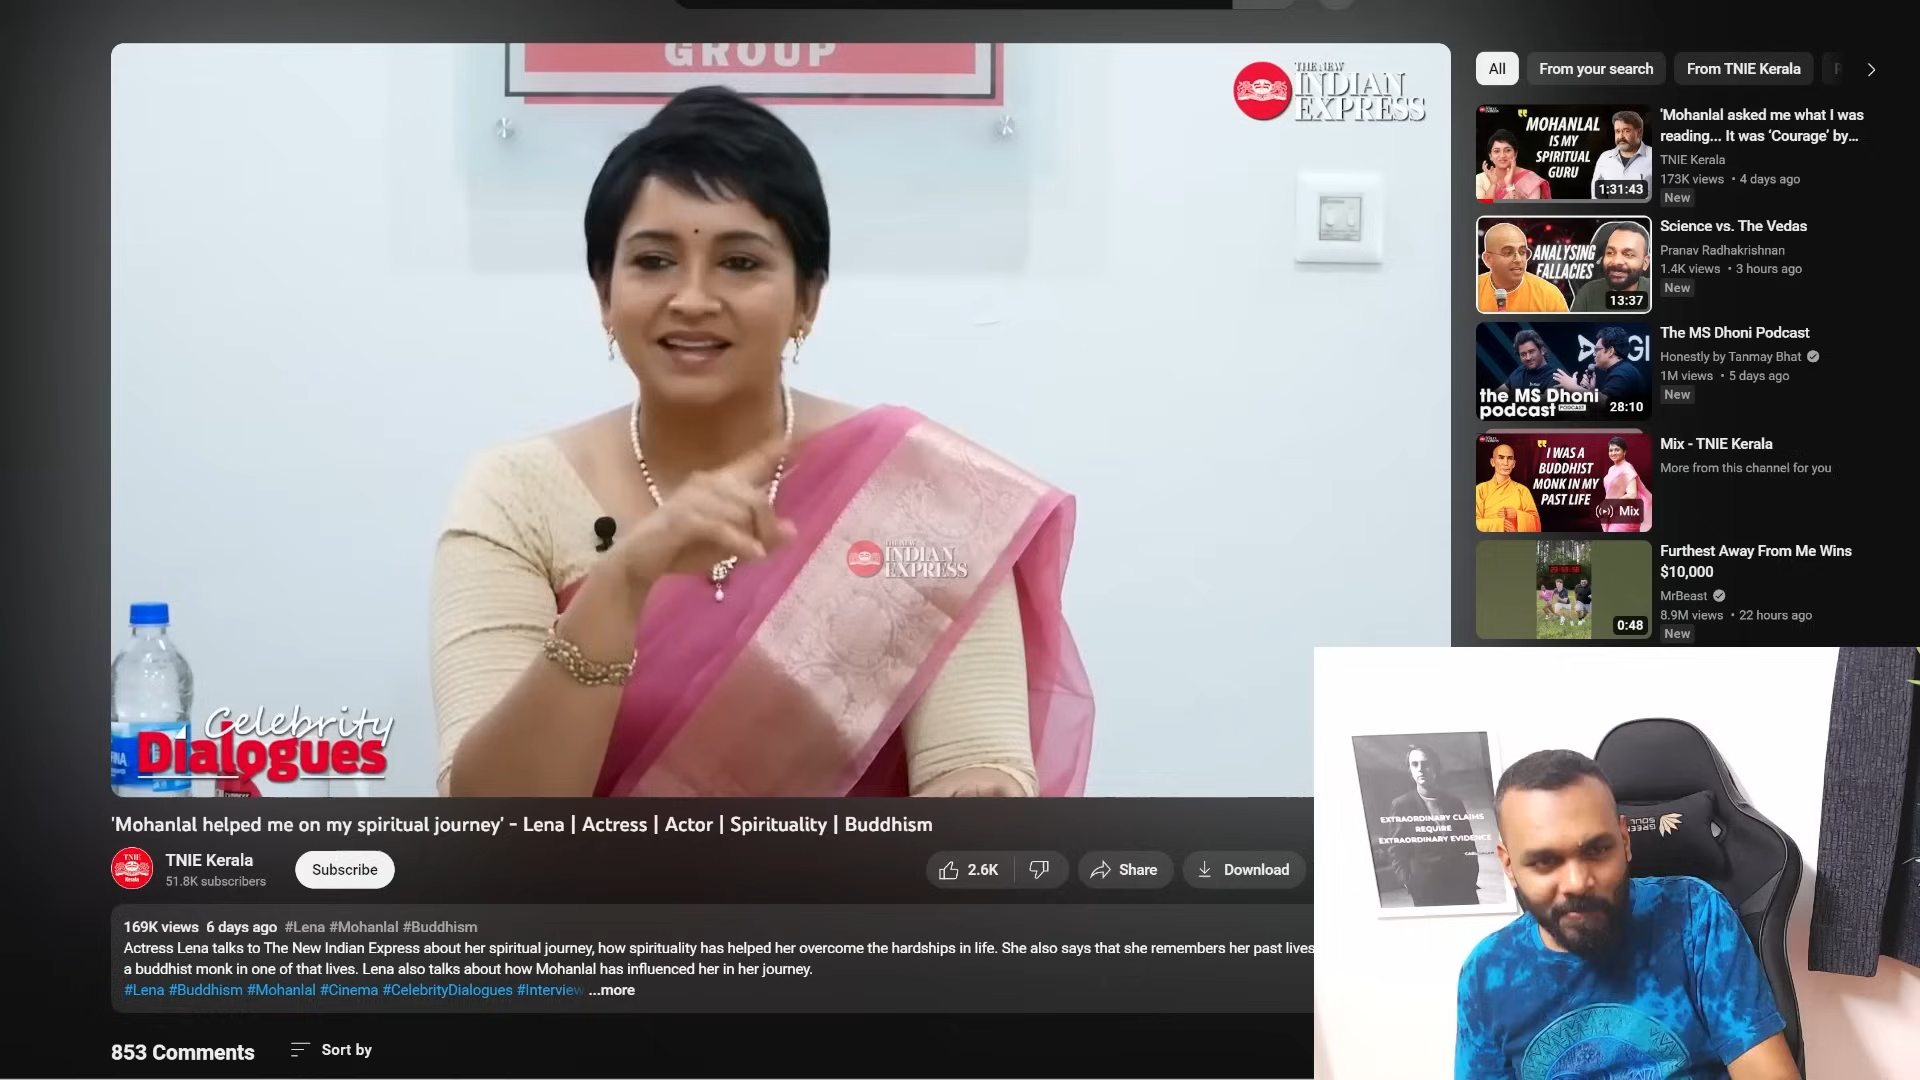 GROUP
THE NEW
INDIAN
EXPRESS
THE NEW
INDIAN
EXPRESS
Celebrity
Dialogues
'Mohanlal helped me on my spiritual journey' - Lena | Actress | Actor | Spirituality | Buddhism
TNIE Kerala
51.8K subscribers
Subscribe
2.6K
Share
Download
169K views 6 days ago #Lena #Mohanlal #Buddhism
Actress Lena talks to The New Indian Express about her spiritual journey, how spirituality has helped her overcome the hardships in life. She also says that she remembers her past lives
a buddhist monk in one of that lives. Lena also talks about how Mohanlal has influenced her in her journey.
#Lena #Buddhism #Mohanlal #Cinema #CelebrityDialogues #Interview ...more
853 Comments
Sort by
All
From your search
From TNIE Kerala
"MOHANLAL
IS MY
SPIRITUAL
GURU
1:31:43
'Mohanlal asked me what I was
reading... It was ‘Courage’ by...
TNIE Kerala
173K views • 4 days ago
New
ANALYSING
FALLACIES
13:37
Science vs. The Vedas
Pranav Radhakrishnan
1.4K views • 3 hours ago
New
the MS Dhoni
podcast
28:10
The MS Dhoni Podcast
Honestly by Tanmay Bhat
1M views • 5 days ago
New
"I WAS A
BUDDHIST
MONK IN MY
PAST LIFE
Mix
Mix - TNIE Kerala
More from this channel for you
0:48
Furthest Away From Me Wins
$10,000
MrBeast
8.9M views • 22 hours ago
New
EXTRAORDINARY CLAIMS
REQUIRE
EXTRAORDINARY EVIDENCE
GREEN
SOUL